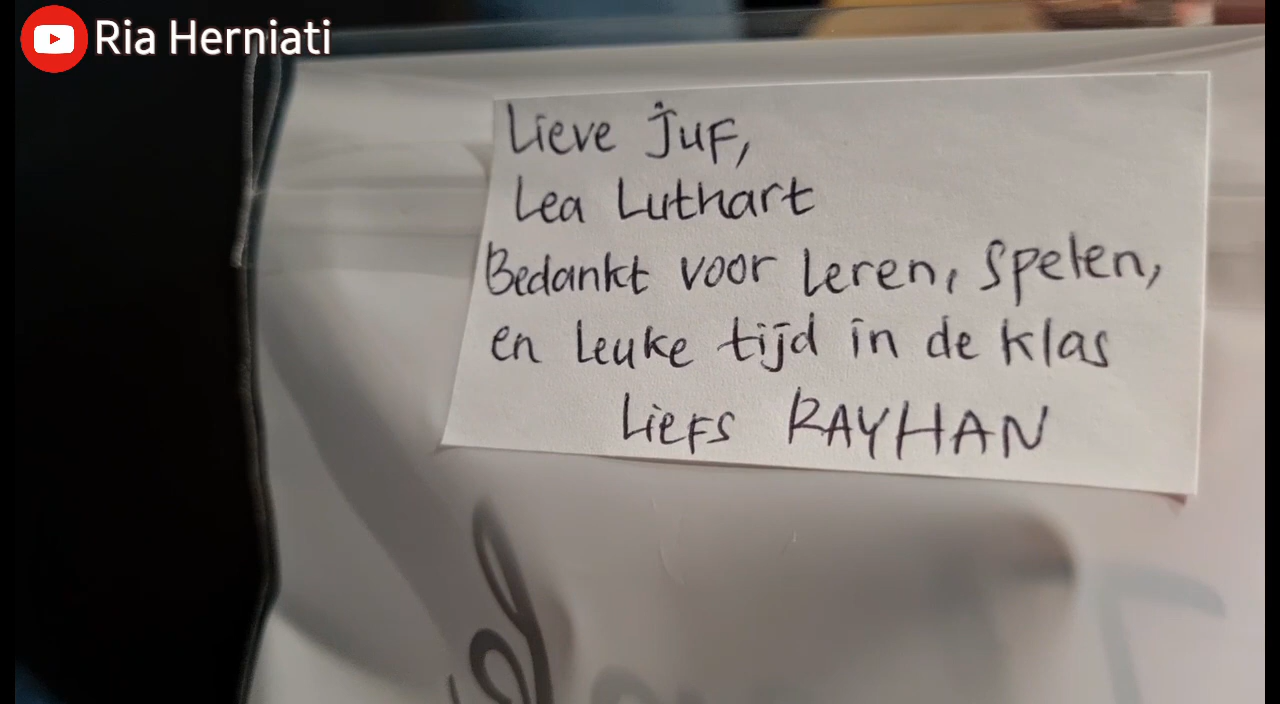 Ria Herniati
Lieve Juf,
Lea Luthart
Bedankt voor leren, spelen,
en leuke tijd in de klas
Liefs RAYHAN